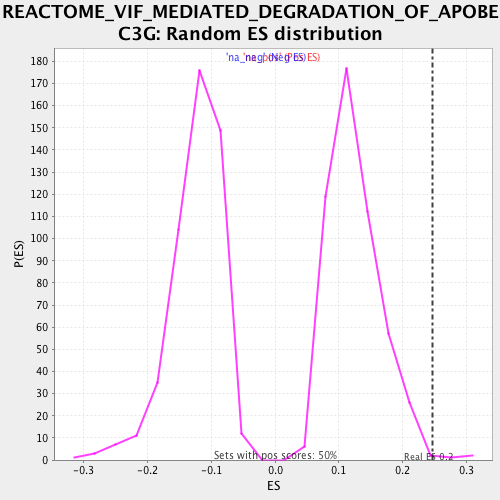 REACTOME_VIF_MEDIATED_DEGRADATION_OF_APOBE
C3G: Random ES distribution
P(ES)
180
170
160
150
140
130
120
110
100
90
80
70
60
50
40
30
20
10
0
Sets with pos scores: 50%
Real ES 0.2
-0.3 -0.2 -0.1 0.0 0.1 0.2 0.3
ES